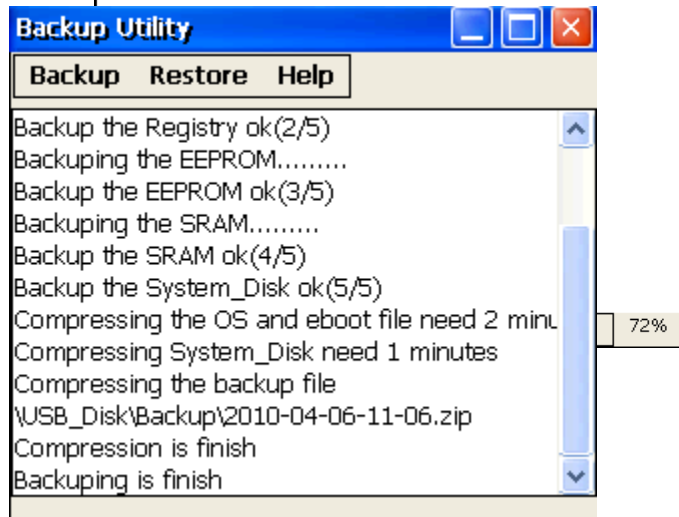 Backup Utility
Backup Restore Help
Backup the Registry ok(2/5)
Backuping the EEPROM.........
Backup the EEPROM ok(3/5)
Backuping the SRAM.........
Backup the SRAM ok(4/5)
Backup the System_Disk ok(5/5)
Compressing the OS and eboot file need 2 minu
72%
Compressing System_Disk need 1 minutes
Compressing the backup file
\USB_Disk\Backup\2010-04-06-11-06.zip
Compression is finish
Backuping is finish